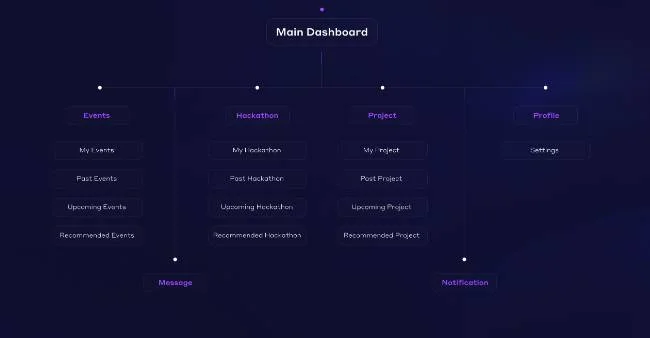 Main Dashboard
Events
Hackathon
Project
Profile
My Events
My Hackathon
My Project
Settings
Past Events
Past Hackathon
Past Project
Upcoming Events
Upcoming Hackathon
Upcoming Project
Recommended Events
Recommended Hackathon
Recommended Project
Message
Notification